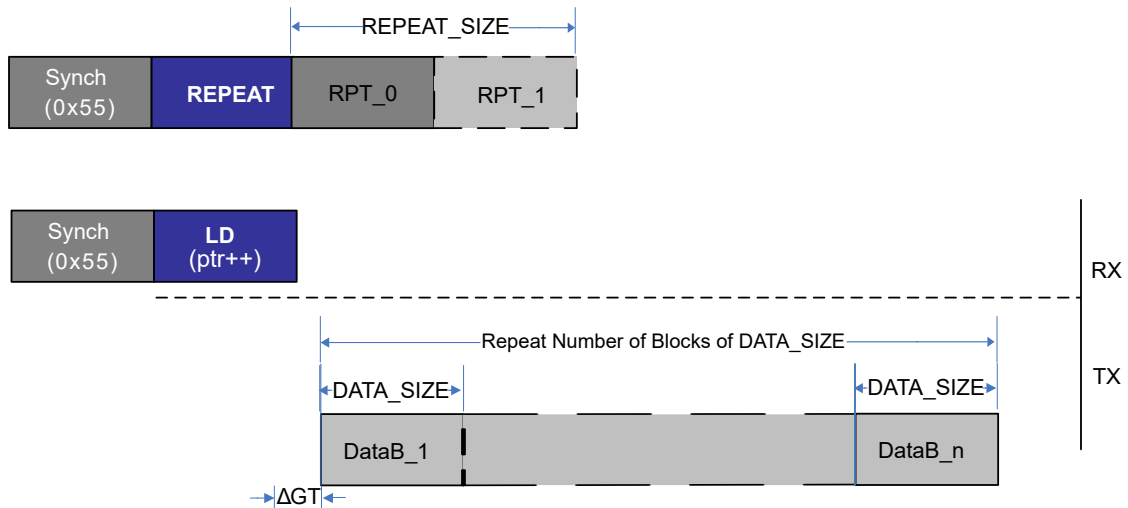 REPEAT_SIZE
Synch
(0x55)
REPEAT
RPT_0
RPT_1
Synch
(0x55)
LD
(ptr++)
RX
Repeat Number of Blocks of DATA_SIZE
TX
DATA_SIZE
DATA_SIZE
DataB_1
DataB_n
ΔGT